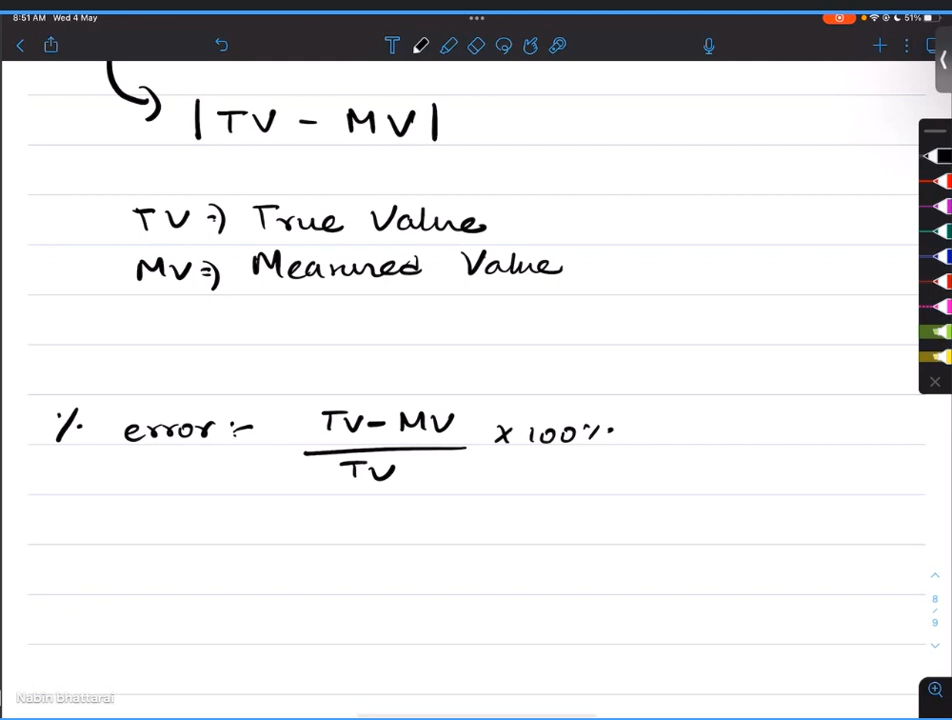 8:51 AM Wed 4 May
51%
| TV - MV |
TV ⇒ True Value
MV ⇒ Measured Value
% error :- TV - MV / TV × 100%
8
/
9
Nabin bhattarai